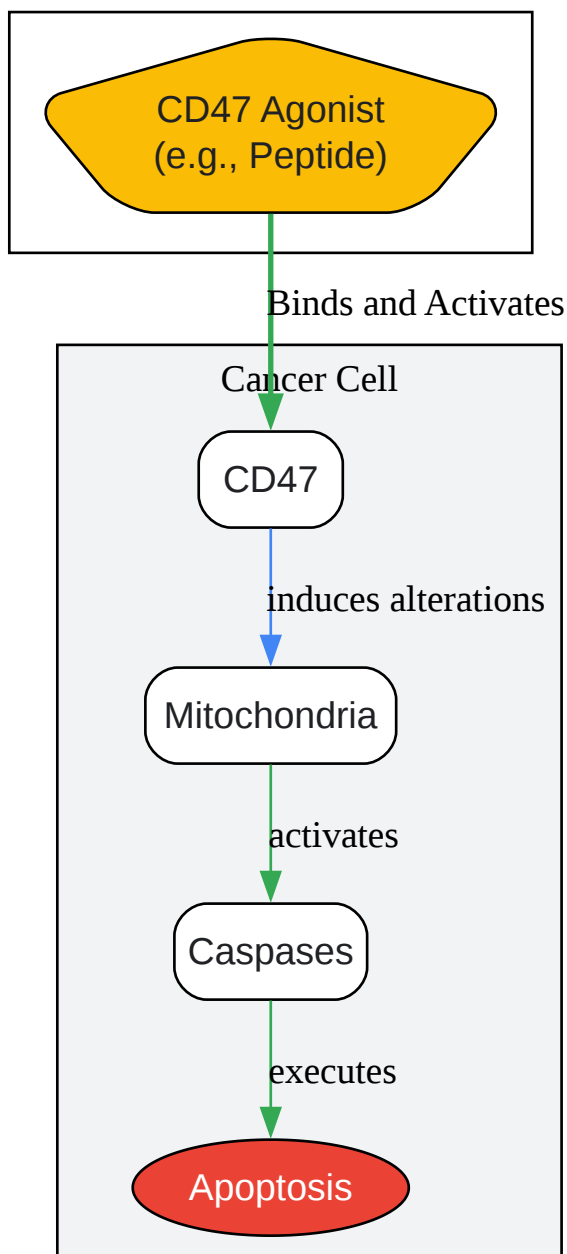 CD47 Agonist
(e.g., Peptide)
Binds and Activates
Cancer Cell
CD47
induces alterations
Mitochondria
activates
Caspases
executes
Apoptosis